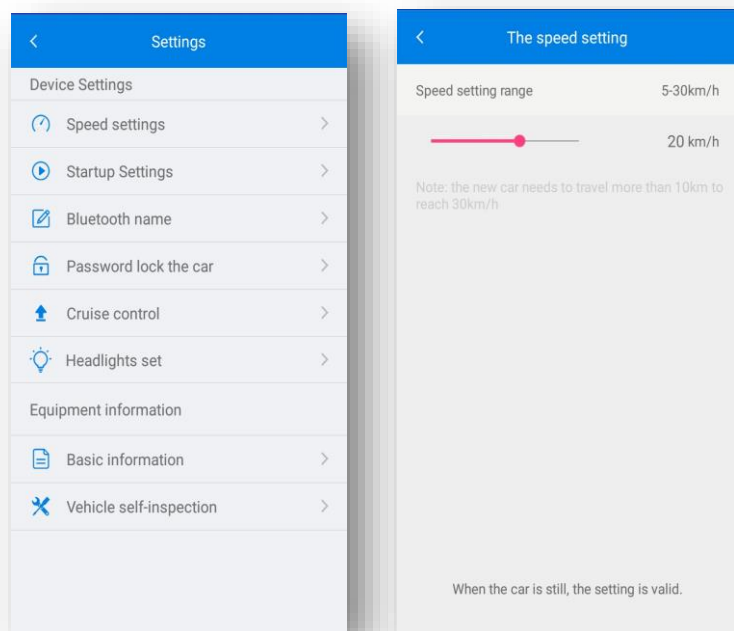 Settings
Device Settings
Speed settings
Startup Settings
Bluetooth name
Password lock the car
Cruise control
Headlights set
Equipment information
Basic information
Vehicle self-inspection
The speed setting
Speed setting range 5-30km/h
20 km/h
Note: the new car needs to travel more than 10km to
reach 30km/h
When the car is still, the setting is valid.